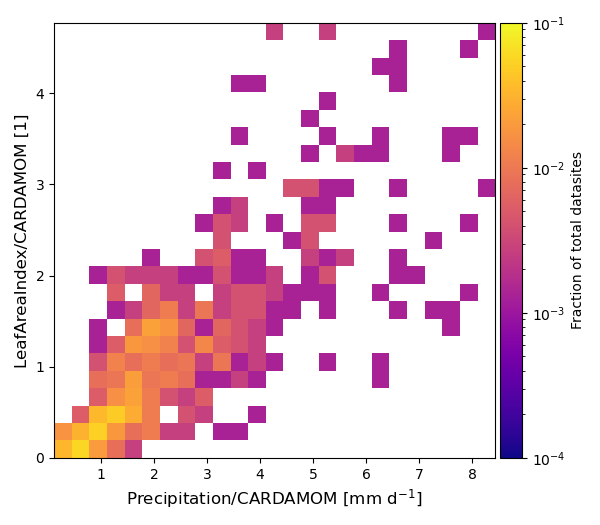 LeafAreaIndex/CARDAMOM [1]
4
3
2
1
0
1 2 3 4 5 6 7 8
Precipitation/CARDAMOM [mm d⁻¹]
10⁻¹
10⁻²
10⁻³
10⁻⁴
Fraction of total datasites